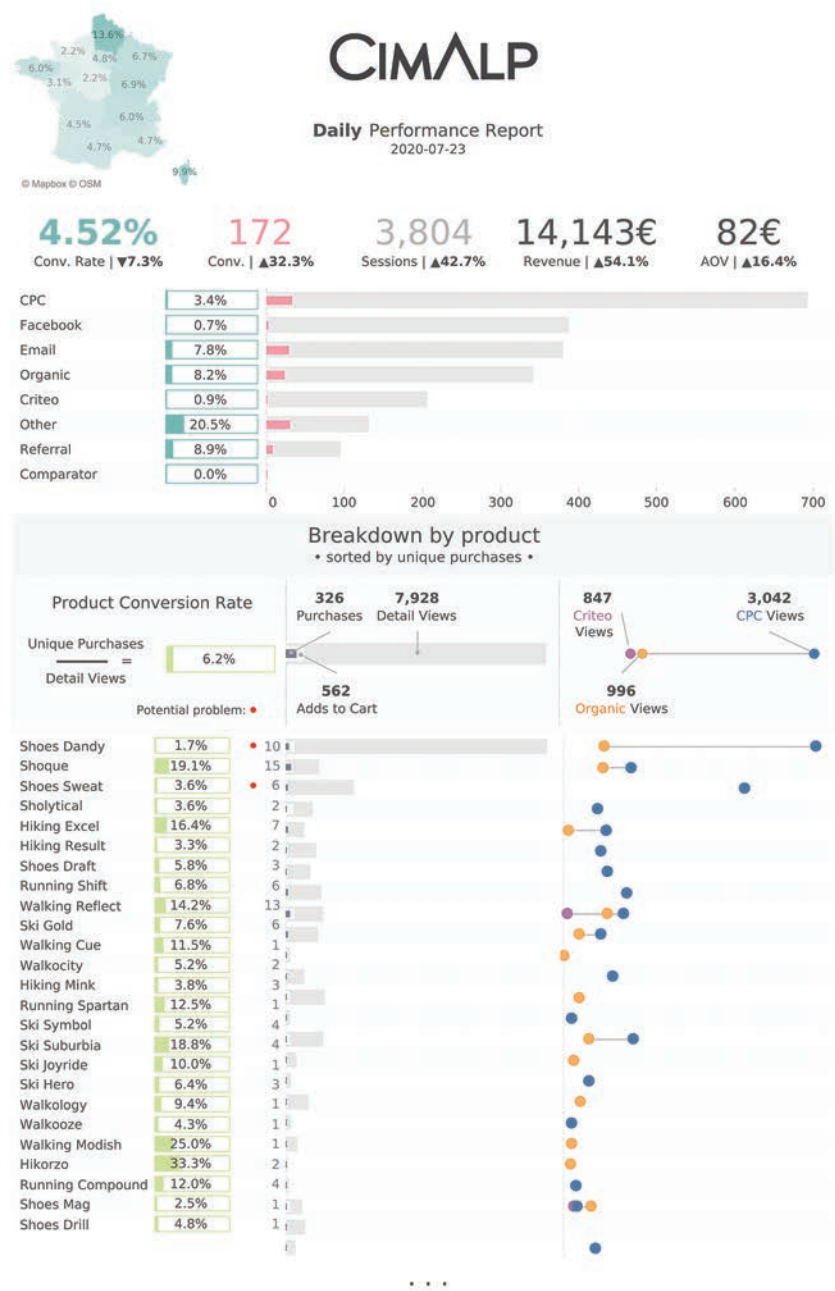 13.6%
2.2%
4.8%
6.7%
6.0%
3.1%
2.2%
6.9%
4.5%
6.0%
4.7%
4.7%
9.9%
© Mapbox © OSM
CIMALP
Daily Performance Report
2020-07-23
4.52% 172 3,804 14,143€ 82€
Conv. Rate | ▼7.3% Conv. | ▲32.3% Sessions | ▲42.7% Revenue | ▲54.1% AOV | ▲16.4%
CPC 3.4%
Facebook 0.7%
Email 7.8%
Organic 8.2%
Criteo 0.9%
Other 20.5%
Referral 8.9%
Comparator 0.0%
0 100 200 300 400 500 600 700
Breakdown by product
• sorted by unique purchases •
Product Conversion Rate
Unique Purchases
Detail Views
=
6.2%
Potential problem: •
326 7,928
Purchases Detail Views
562
Adds to Cart
847
Criteo
Views
3,042
CPC Views
996
Organic Views
Shoes Dandy 1.7% • 10
Shoque 19.1% 15
Shoes Sweat 3.6% • 6
Sholytical 3.6% 2
Hiking Excel 16.4% 7
Hiking Result 3.3% 2
Shoes Draft 5.8% 3
Running Shift 6.8% 6
Walking Reflect 14.2% 13
Ski Gold 7.6% 6
Walking Cue 11.5% 1
Walkocity 5.2% 2
Hiking Mink 3.8% 3
Running Spartan 12.5% 1
Ski Symbol 5.2% 4
Ski Suburbia 18.8% 4
Ski Joyride 10.0% 1
Ski Hero 6.4% 3
Walkology 9.4% 1
Walkooze 4.3% 1
Walking Modish 25.0% 1
Hikorzo 33.3% 2
Running Compound 12.0% 4
Shoes Mag 2.5% 1
Shoes Drill 4.8% 1
. . .